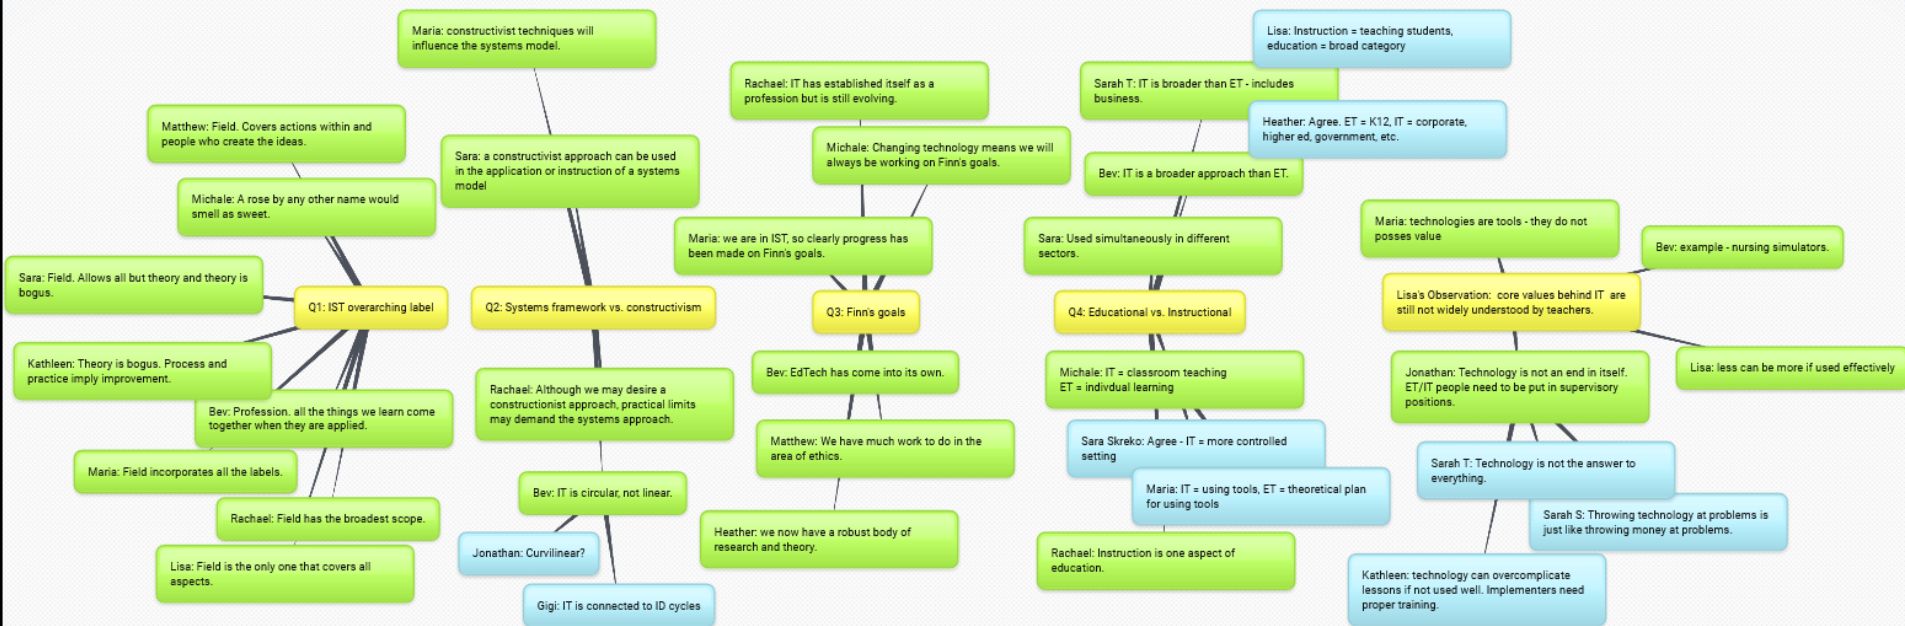 Maria: constructivist techniques will
influence the systems model.
Matthew: Field. Covers actions within and
people who create the ideas.
Michale: A rose by any other name would
smell as sweet.
Sara: Field. Allows all but theory and theory is
bogus.
Q1: IST overarching label
Kathleen: Theory is bogus. Process and
practice imply improvement.
Bev: Profession. all the things we learn come
together when they are applied.
Maria: Field incorporates all the labels.
Rachael: Field has the broadest scope.
Lisa: Field is the only one that covers all
aspects.
Sara: a constructivist approach can be used
in the application or instruction of a systems
model
Q2: Systems framework vs. constructivism
Rachael: Although we may desire a
constructionist approach, practical limits
may demand the systems approach.
Bev: IT is circular, not linear.
Jonathan: Curvilinear?
Gigi: IT is connected to ID cycles
Rachael: IT has established itself as a
profession but is still evolving.
Michale: Changing technology means we will
always be working on Finn's goals.
Maria: we are in IST, so clearly progress has
been made on Finn's goals.
Q3: Finn's goals
Bev: EdTech has come into its own.
Matthew: We have much work to do in the
area of ethics.
Heather: we now have a robust body of
research and theory.
Lisa: Instruction = teaching students,
education = broad category
Sarah T: IT is broader than ET - includes
business.
Heather: Agree. ET = K12, IT = corporate,
higher ed, government, etc.
Bev: IT is a broader approach than ET.
Sara: Used simultaneously in different
sectors.
Q4: Educational vs. Instructional
Michale: IT = classroom teaching
ET = indivdual learning
Sara Skreko: Agree - IT = more controlled
setting
Maria: IT = using tools, ET = theoretical plan
for using tools
Rachael: Instruction is one aspect of
education.
Maria: technologies are tools - they do not
posses value
Bev: example - nursing simulators.
Lisa's Observation: core values behind IT are
still not widely understood by teachers.
Lisa: less can be more if used effectively
Jonathan: Technology is not an end in itself.
ET/IT people need to be put in supervisory
positions.
Sarah T: Technology is not the answer to
everything.
Sarah S: Throwing technology at problems is
just like throwing money at problems.
Kathleen: technology can overcomplicate
lessons if not used well. Implementers need
proper training.